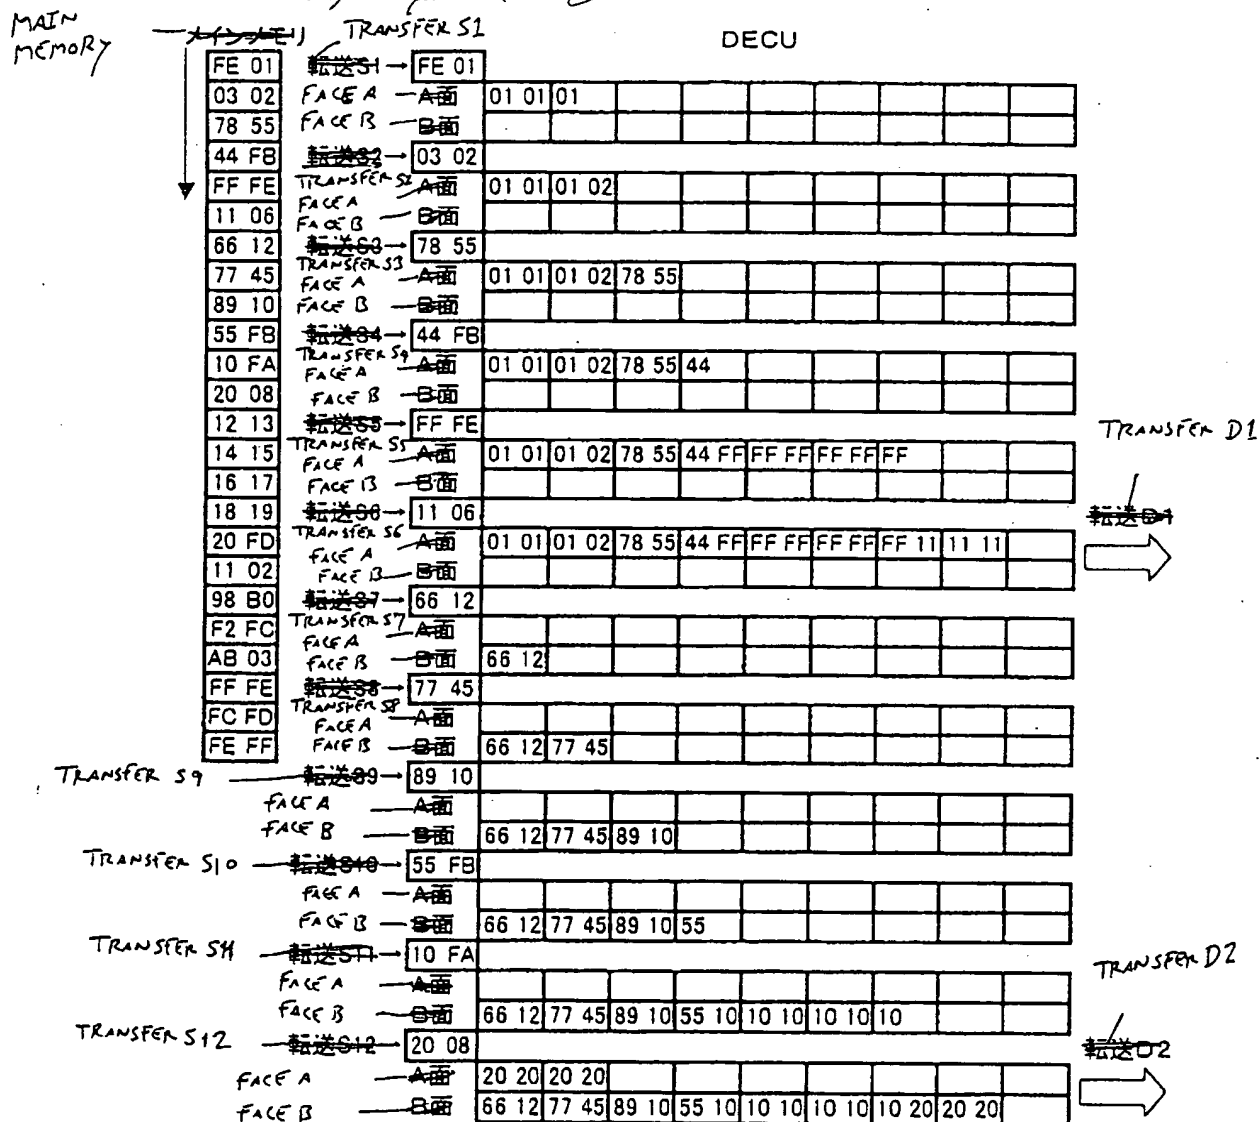 MAIN MEMORY メインメモリ TRANSFER S1 DECU
FE 01 転送S1 → FE 01
03 02 FACE A A面 01 01 01
78 55 FACE B B面
44 FB 転送S2 → 03 02
FF FE TRANSFER S2 FACE A A面 01 01 01 02
11 06 FACE B B面
66 12 転送S3 → 78 55
77 45 TRANSFER S3 FACE A A面 01 01 01 02 78 55
89 10 FACE B B面
55 FB 転送S4 → 44 FB
10 FA TRANSFER S4 FACE A A面 01 01 01 02 78 55 44
20 08 FACE B B面
12 13 転送S5 → FF FE
TRANSFER D1
14 15 TRANSFER S5 FACE A A面 01 01 01 02 78 55 44 FF FF FF FF FF FF
16 17 FACE B B面
18 19 転送S6 → 11 06 転送D1
20 FD TRANSFER S6 FACE A A面 01 01 01 02 78 55 44 FF FF FF FF FF FF 11 11 11
11 02 FACE B B面
98 B0 転送S7 → 66 12
F2 FC TRANSFER S7 FACE A A面
AB 03 FACE B B面 66 12
FF FE 転送S8 → 77 45
FC FD TRANSFER S8 FACE A A面
FE FF FACE B B面 66 12 77 45
TRANSFER S9 転送S9 → 89 10
FACE A A面
FACE B B面 66 12 77 45 89 10
TRANSFER S10 転送S10 → 55 FB
FACE A A面
FACE B B面 66 12 77 45 89 10 55
TRANSFER S11 転送S11 → 10 FA
TRANSFER D2
FACE A A面
FACE B B面 66 12 77 45 89 10 55 10 10 10 10 10 10
TRANSFER S12 転送S12 → 20 08 転送D2
FACE A A面 20 20 20 20
FACE B B面 66 12 77 45 89 10 55 10 10 10 10 10 10 20 20 20